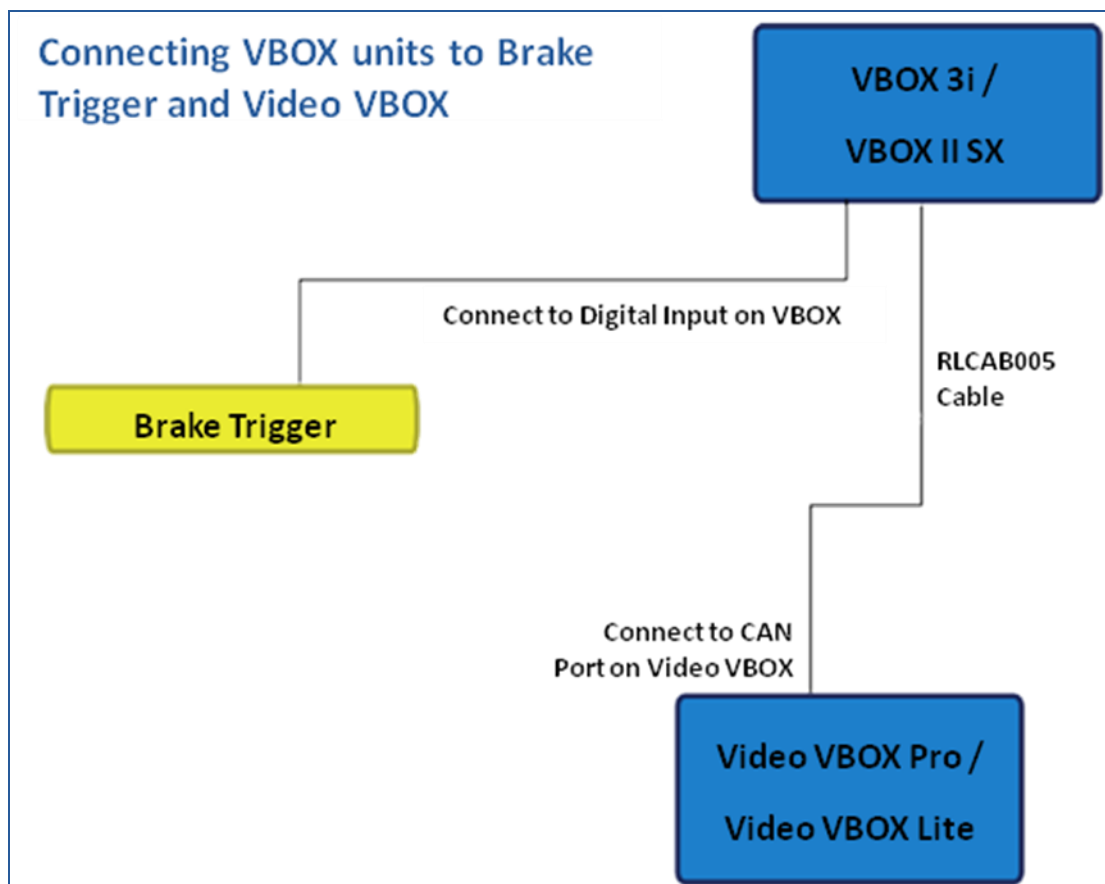 Connecting VBOX units to Brake
Trigger and Video VBOX
VBOX 3i /
VBOX II SX
Connect to Digital Input on VBOX
RLCAB005
Cable
Brake Trigger
Connect to CAN
Port on Video VBOX
Video VBOX Pro /
Video VBOX Lite